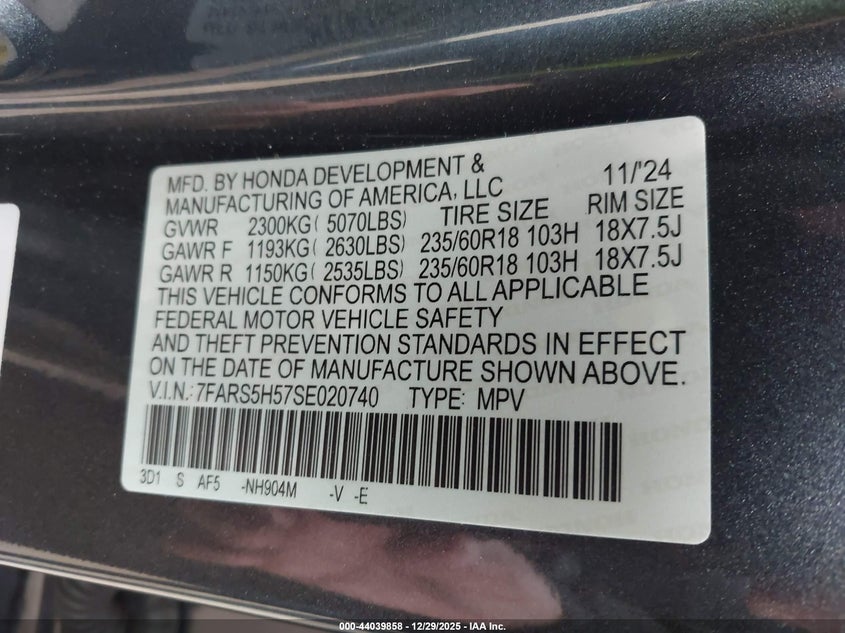 MFD. BY HONDA DEVELOPMENT & 11/'24
MANUFACTURING OF AMERICA, LLC
GVWR 2300KG( 5070LBS) TIRE SIZE RIM SIZE
GAWR F 1193KG( 2630LBS) 235/60R18 103H 18X7.5J
GAWR R 1150KG( 2535LBS) 235/60R18 103H 18X7.5J
THIS VEHICLE CONFORMS TO ALL APPLICABLE
FEDERAL MOTOR VEHICLE SAFETY
AND THEFT PREVENTION STANDARDS IN EFFECT
ON THE DATE OF MANUFACTURE SHOWN ABOVE.
V.I.N.: 7FARS5H57SE020740 TYPE: MPV
3D1 S AF5 -NH904M -V -E
000-44039858 - 12/29/2025 - IAA Inc.